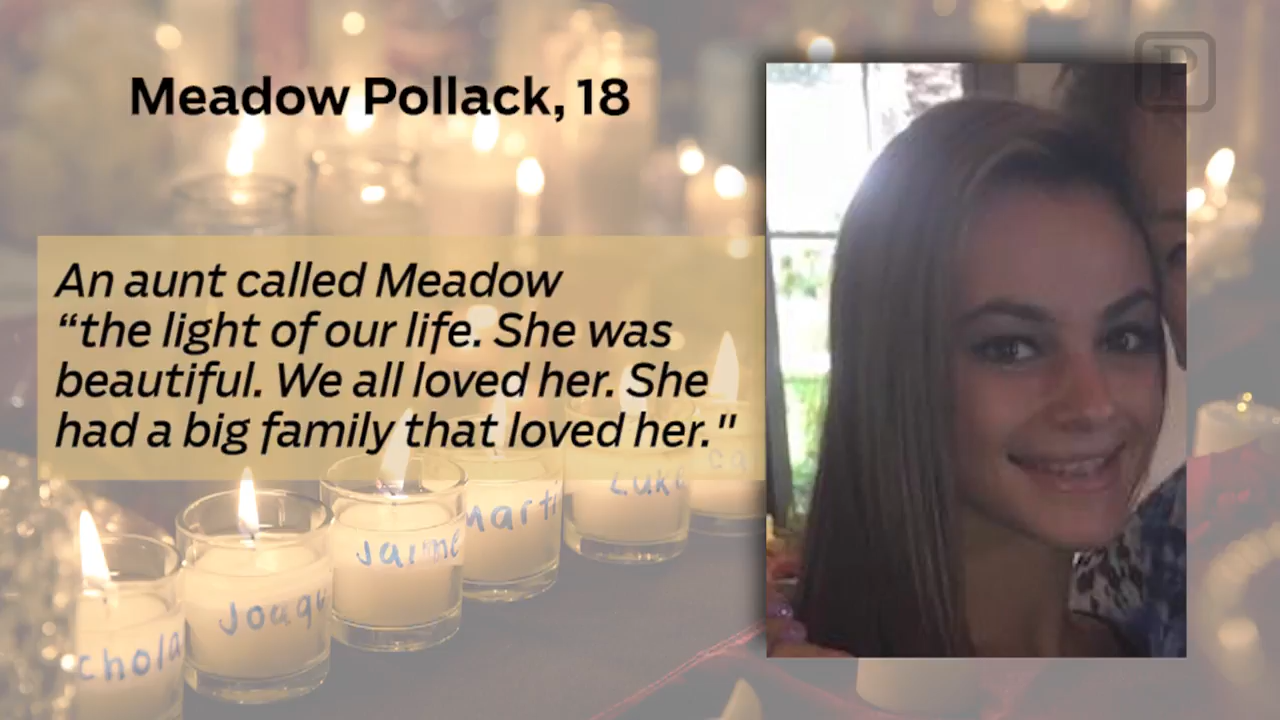 Meadow Pollack, 18
P
An aunt called Meadow
“the light of our life. She was
beautiful. We all loved her. She
had a big family that loved her."
Luke
Jaime